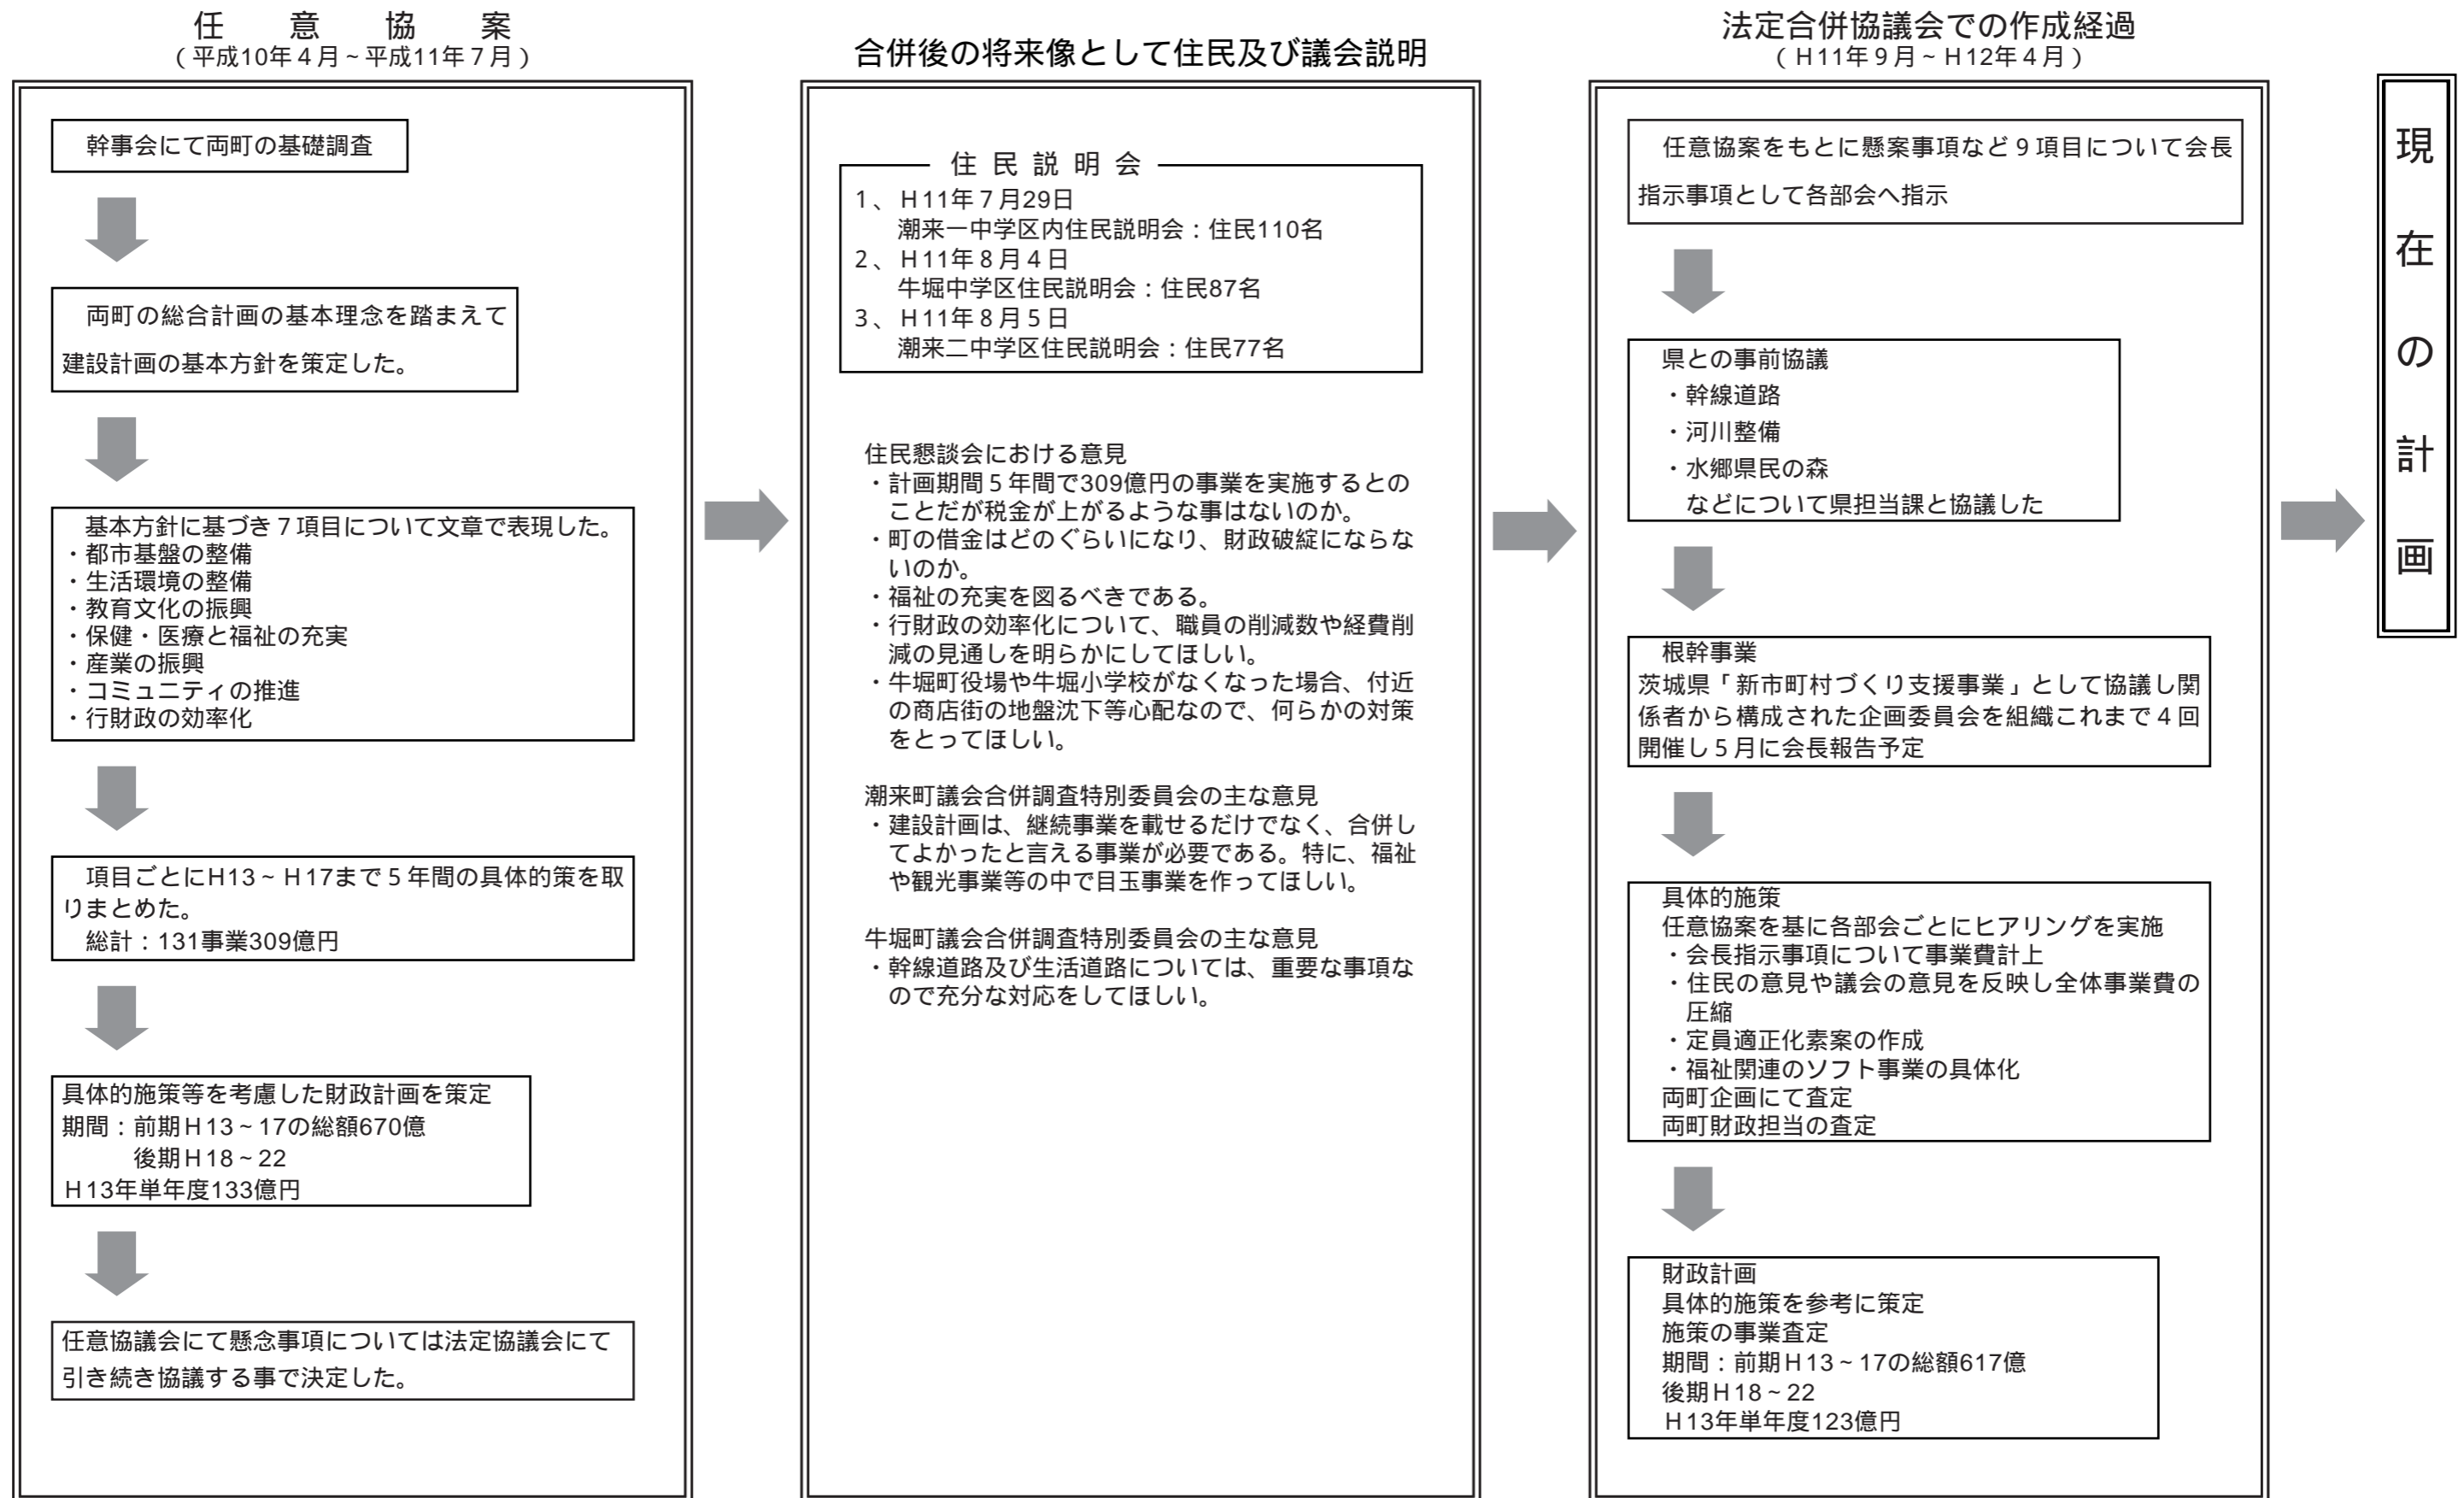 任意協案
（平成10年４月～平成11年７月）
幹事会にて両町の基礎調査
両町の総合計画の基本理念を踏まえて
建設計画の基本方針を策定した。
基本方針に基づき７項目について文章で表現した。
・都市基盤の整備
・生活環境の整備
・教育文化の振興
・保健・医療と福祉の充実
・産業の振興
・コミュニティの推進
・行財政の効率化
項目ごとにH13～Ｈ17まで５年間の具体的策を取
りまとめた。
総計：131事業309億円
具体的施策等を考慮した財政計画を策定
期間：前期Ｈ13～17の総額670億
後期Ｈ18～22
Ｈ13年単年度133億円
任意協議会にて懸念事項については法定協議会にて
引き続き協議する事で決定した。
合併後の将来像として住民及び議会説明
住民説明会
１、Ｈ11年７月29日
潮来一中学区内住民説明会：住民110名
２、Ｈ11年８月４日
牛堀中学区住民説明会：住民87名
３、Ｈ11年８月５日
潮来二中学区住民説明会：住民77名
住民懇談会における意見
・計画期間５年間で309億円の事業を実施するとの
ことだが税金が上がるような事はないのか。
・町の借金はどのぐらいになり、財政破綻にならな
いのか。
・福祉の充実を図るべきである。
・行財政の効率化について、職員の削減数や経費削
減の見通しを明らかにしてほしい。
・牛堀町役場や牛堀小学校がなくなった場合、付近
の商店街の地盤沈下等心配なので、何らかの対策
をとってほしい。
潮来町議会合併調査特別委員会の主な意見
・建設計画は、継続事業を載せるだけでなく、合併し
てよかったと言える事業が必要である。特に、福祉
や観光事業等の中で目玉事業を作ってほしい。
牛堀町議会合併調査特別委員会の主な意見
・幹線道路及び生活道路については、重要な事項な
ので充分な対応をしてほしい。
法定合併協議会での作成経過
（Ｈ11年９月～Ｈ12年４月）
任意協案をもとに懸案事項など９項目について会長
指示事項として各部会へ指示
県との事前協議
・幹線道路
・河川整備
・水郷県民の森
などについて県担当課と協議した
根幹事業
茨城県「新市町村づくり支援事業」として協議し関
係者から構成された企画委員会を組織これまで４回
開催し５月に会長報告予定
具体的施策
任意協案を基に各部会ごとにヒアリングを実施
・会長指示事項について事業費計上
・住民の意見や議会の意見を反映し全体事業費の
圧縮
・定員適正化素案の作成
・福祉関連のソフト事業の具体化
両町企画にて査定
両町財政担当の査定
財政計画
具体的施策を参考に策定
施策の事業査定
期間：前期Ｈ13～17の総額617億
後期Ｈ18～22
Ｈ13年単年度123億円
現在の計画